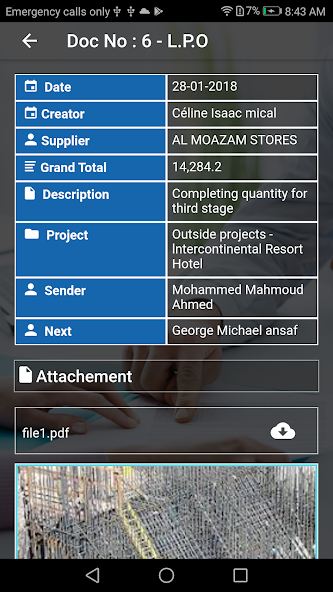 Emergency calls only 7% 8:43 AM
Doc No : 6 - L.P.O
Date 28-01-2018
Creator Céline Isaac mical
Supplier AL MOAZAM STORES
Grand Total 14,284.2
Description Completing quantity for
third stage
Project Outside projects -
Intercontinental Resort
Hotel
Sender Mohammed Mahmoud
Ahmed
Next George Michael ansaf
Attachement
file1.pdf